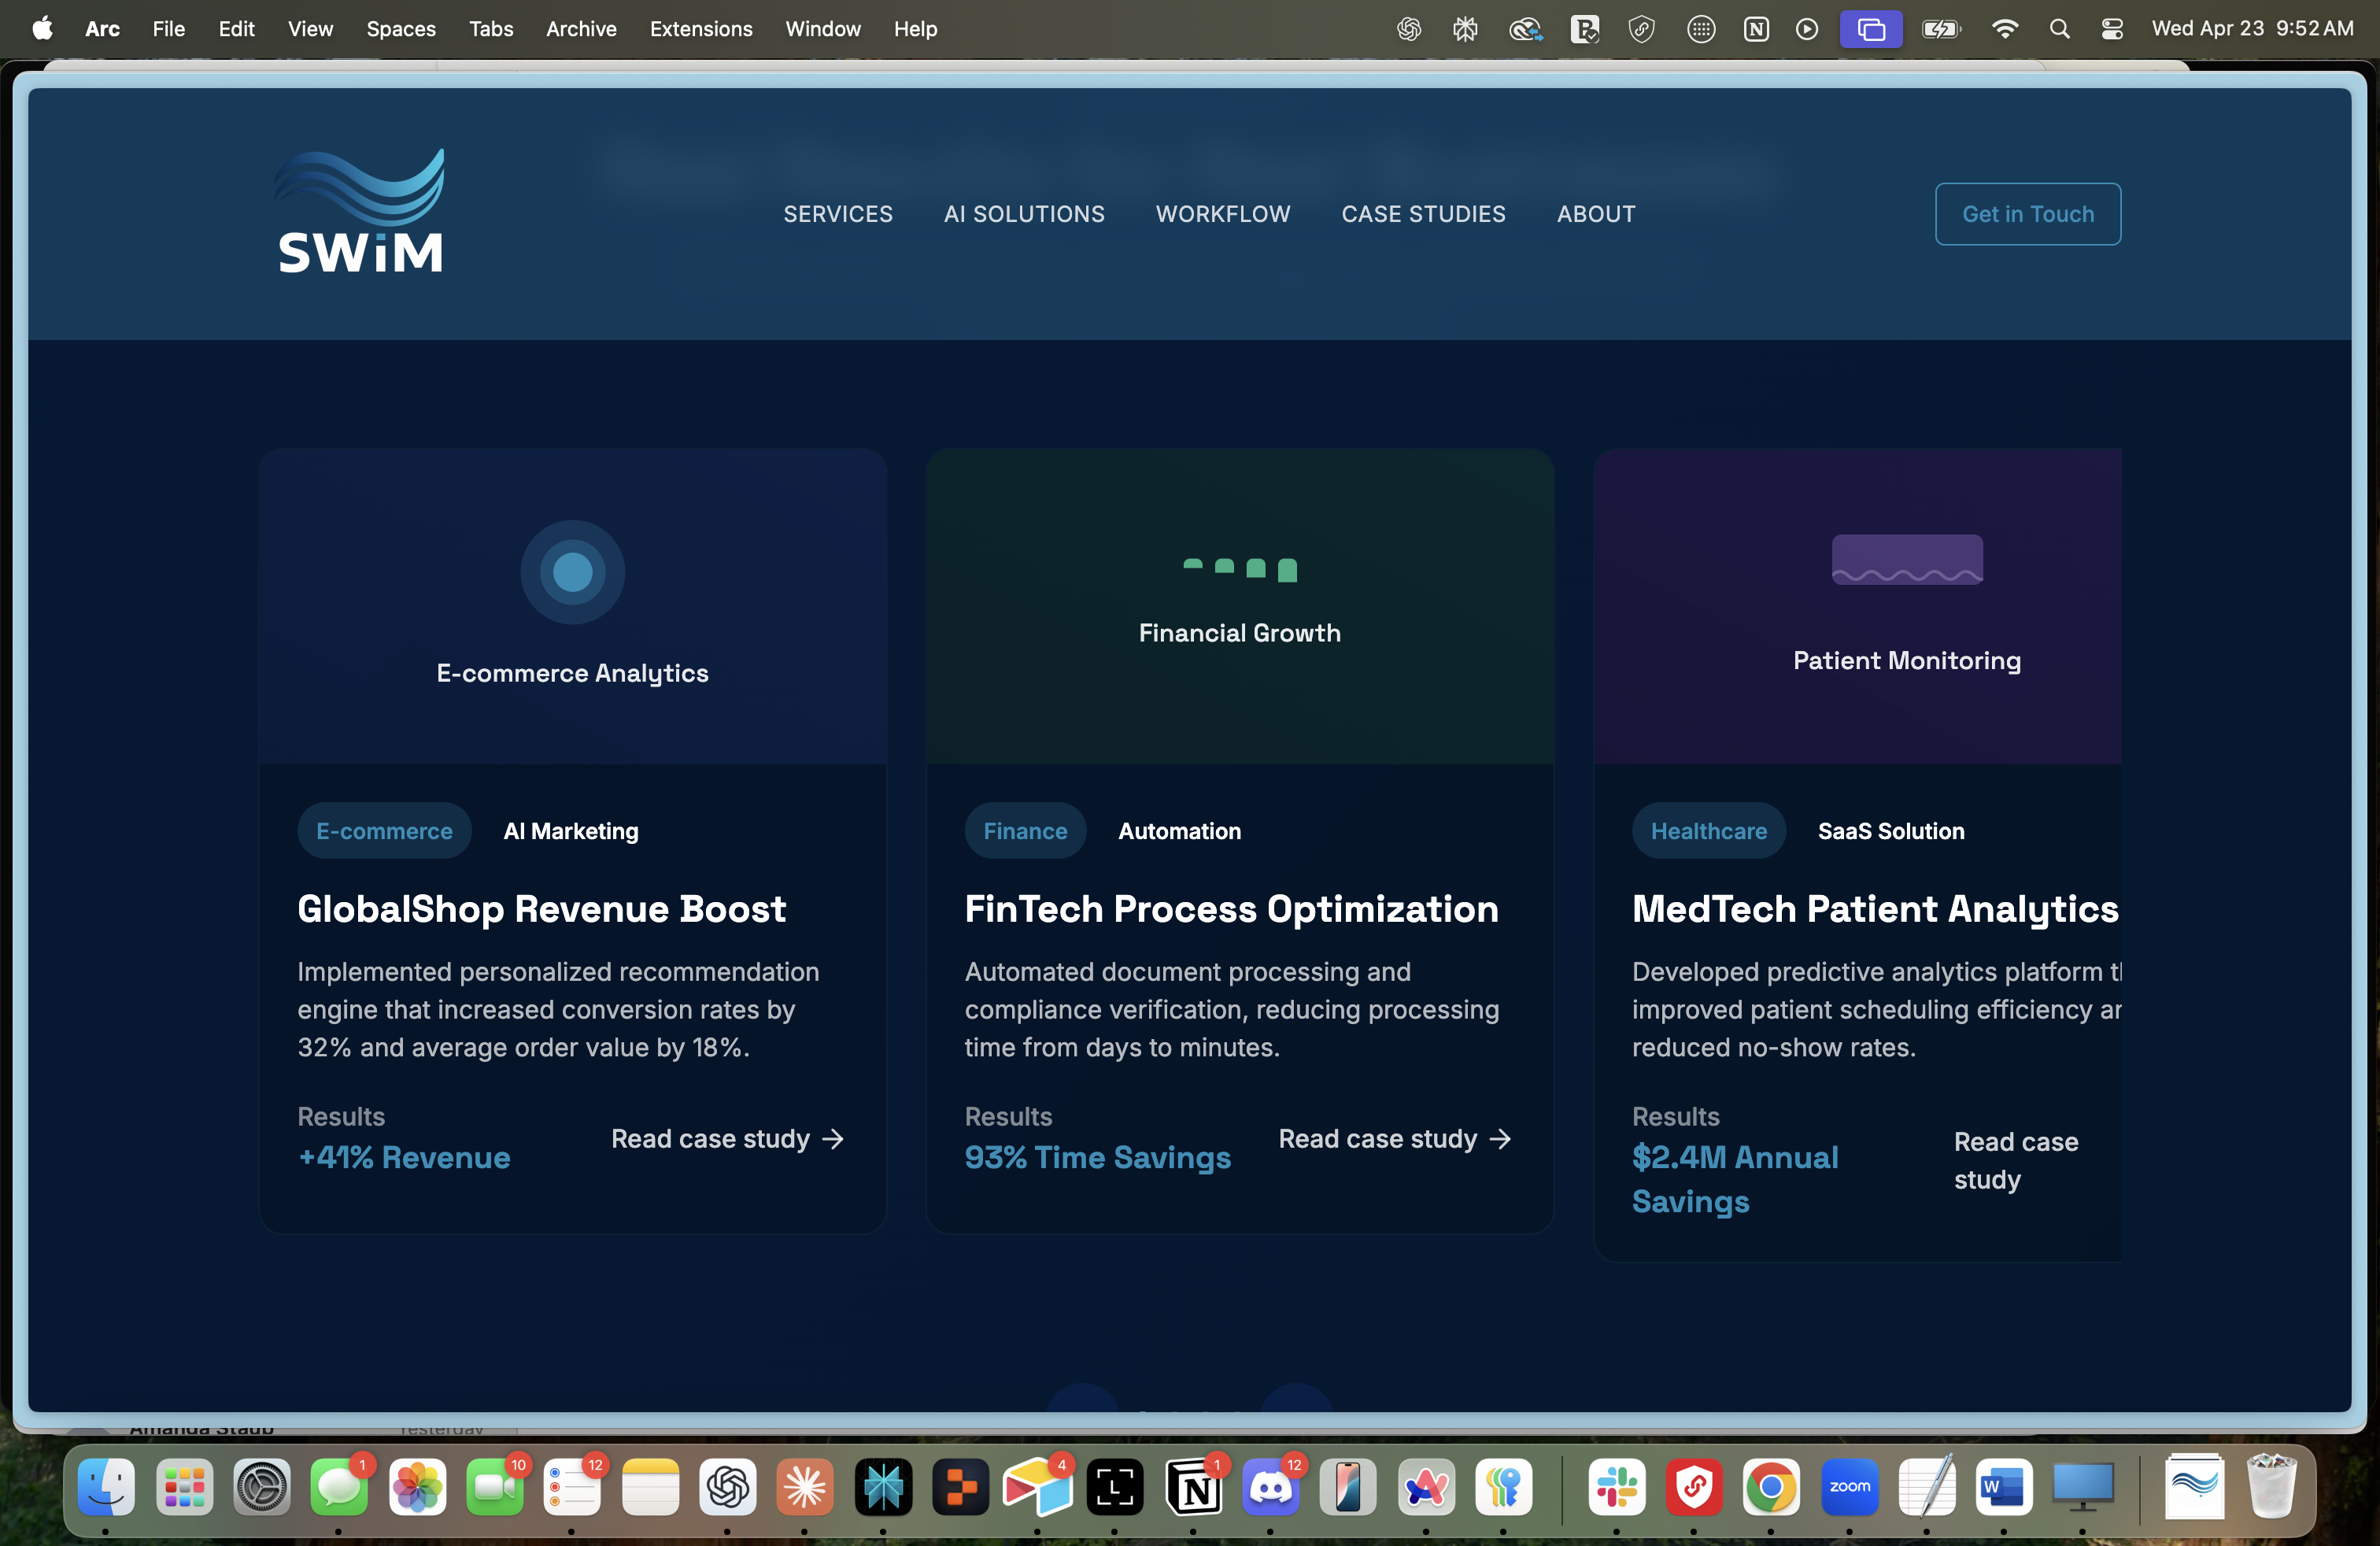 Arc File Edit View Spaces Tabs Archive Extensions Window Help
Wed Apr 23 9:52 AM
SWiM
SERVICES AI SOLUTIONS WORKFLOW CASE STUDIES ABOUT
Get in Touch
E-commerce Analytics
E-commerce AI Marketing
GlobalShop Revenue Boost
Implemented personalized recommendation
engine that increased conversion rates by
32% and average order value by 18%.
Results
+41% Revenue
Read case study →
Financial Growth
Finance Automation
FinTech Process Optimization
Automated document processing and
compliance verification, reducing processing
time from days to minutes.
Results
93% Time Savings
Read case study →
Patient Monitoring
Healthcare SaaS Solution
MedTech Patient Analytics
Developed predictive analytics platform
improved patient scheduling efficiency
reduced no-show rates.
Results
$2.4M Annual
Savings
Read case
study
Amanda Staub Yesterday
1 10 12 4 1 12
N
L
W
zoom